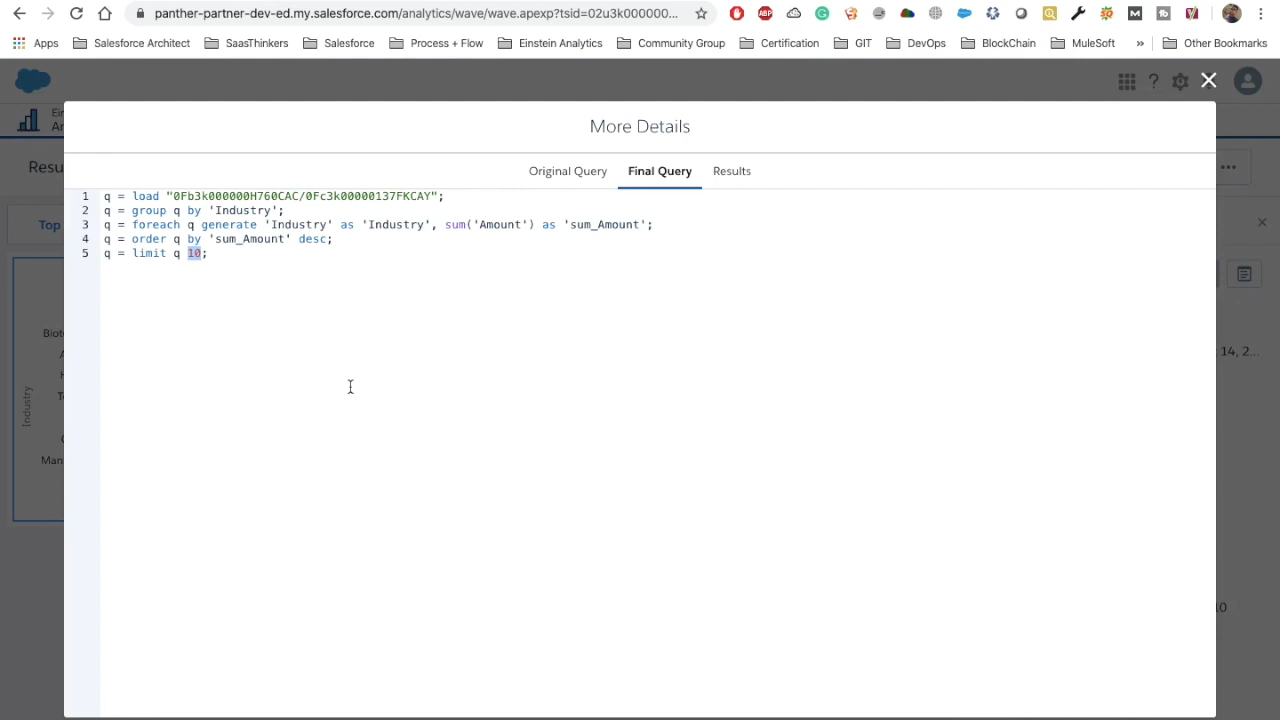 panther-partner-dev-ed.my.salesforce.com/analytics/wave/wave.apexp?tsid=02u3k000000...
Apps Salesforce Architect SaasThinkers Salesforce Process + Flow Einstein Analytics Community Group Certification GIT DevOps BlockChain MuleSoft » Other Bookmarks
More Details
Original Query Final Query Results
1 q = load "0Fb3k000000H760CAC/0Fc3k00000137FKCAY";
2 q = group q by 'Industry';
3 q = foreach q generate 'Industry' as 'Industry', sum('Amount') as 'sum_Amount';
4 q = order q by 'sum_Amount' desc;
5 q = limit q 10;
Top
14, 2...
Industry